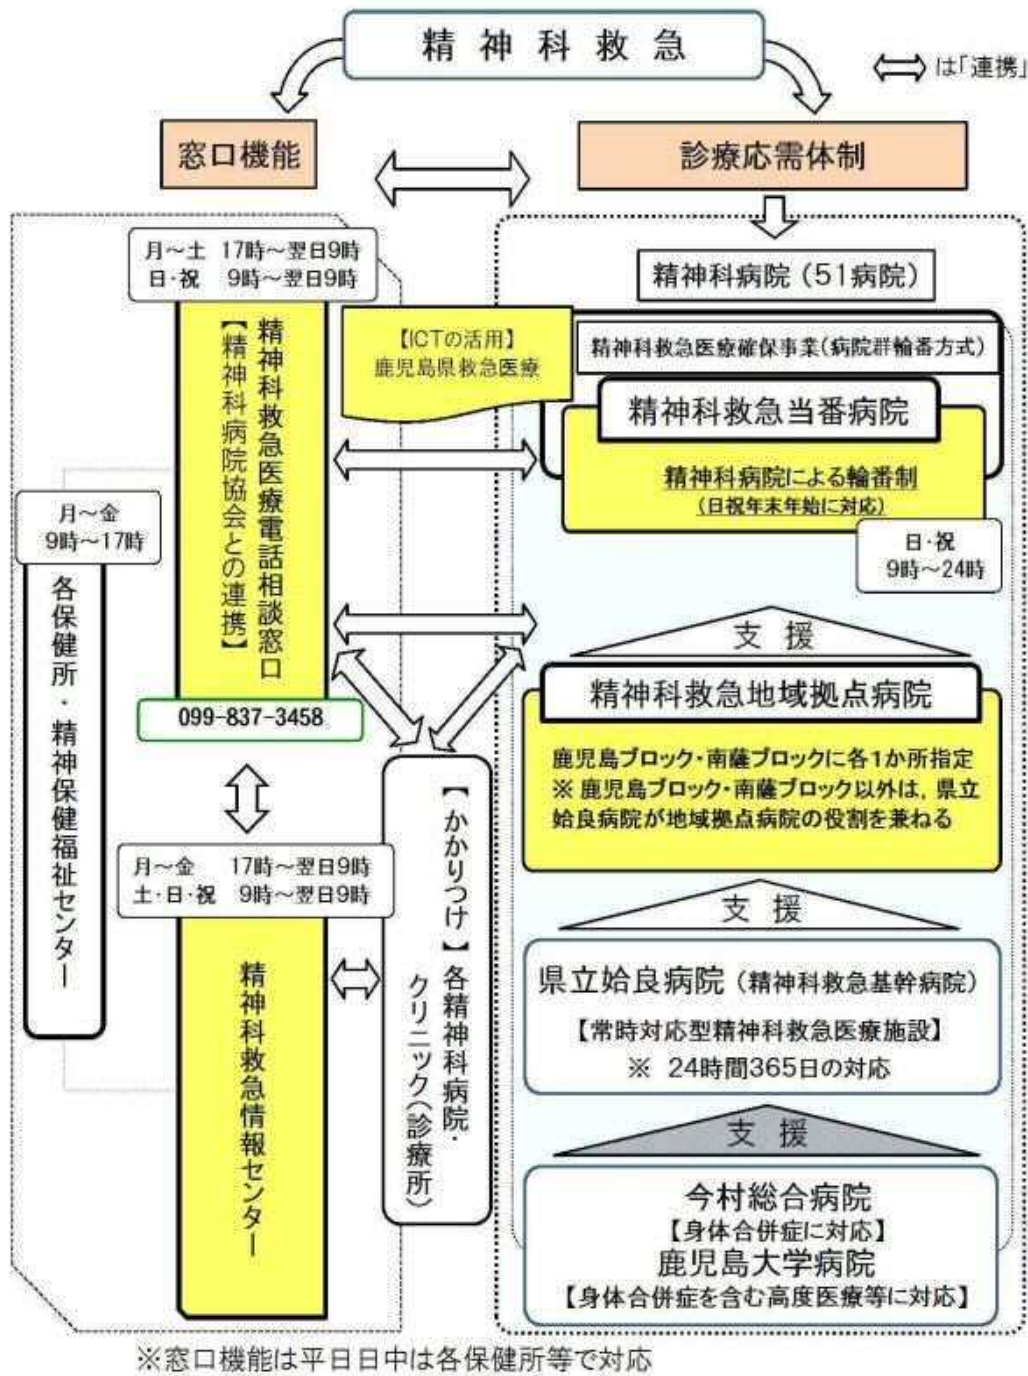 精神科救急
は「連携」
窓口機能
診療応需体制
月～土 17時～翌日9時
日・祝 9時～翌日9時
精神科救急医療電話相談窓口
【精神科病院協会との連携】
099-837-3458
月～金
9時～17時
各保健所・精神保健福祉センター
月～金 17時～翌日9時
土・日・祝 9時～翌日9時
精神科救急情報センター
【かかりつけ】各精神科病院・
クリニック（診療所）
【ICTの活用】
鹿児島県救急医療
精神科病院（51病院）
精神科救急医療確保事業（病院群輪番方式）
精神科救急当番病院
精神科病院による輪番制
（日祝年末年始に対応）
日・祝
9時～24時
支援
精神科救急地域拠点病院
鹿児島ブロック・南薩ブロックに各1か所指定
※ 鹿児島ブロック・南薩ブロック以外は，県立
姶良病院が地域拠点病院の役割を兼ねる
支援
県立姶良病院（精神科救急基幹病院）
【常時対応型精神科救急医療施設】
※ 24時間365日の対応
支援
今村総合病院
【身体合併症に対応】
鹿児島大学病院
【身体合併症を含む高度医療等に対応】
※窓口機能は平日日中は各保健所等で対応